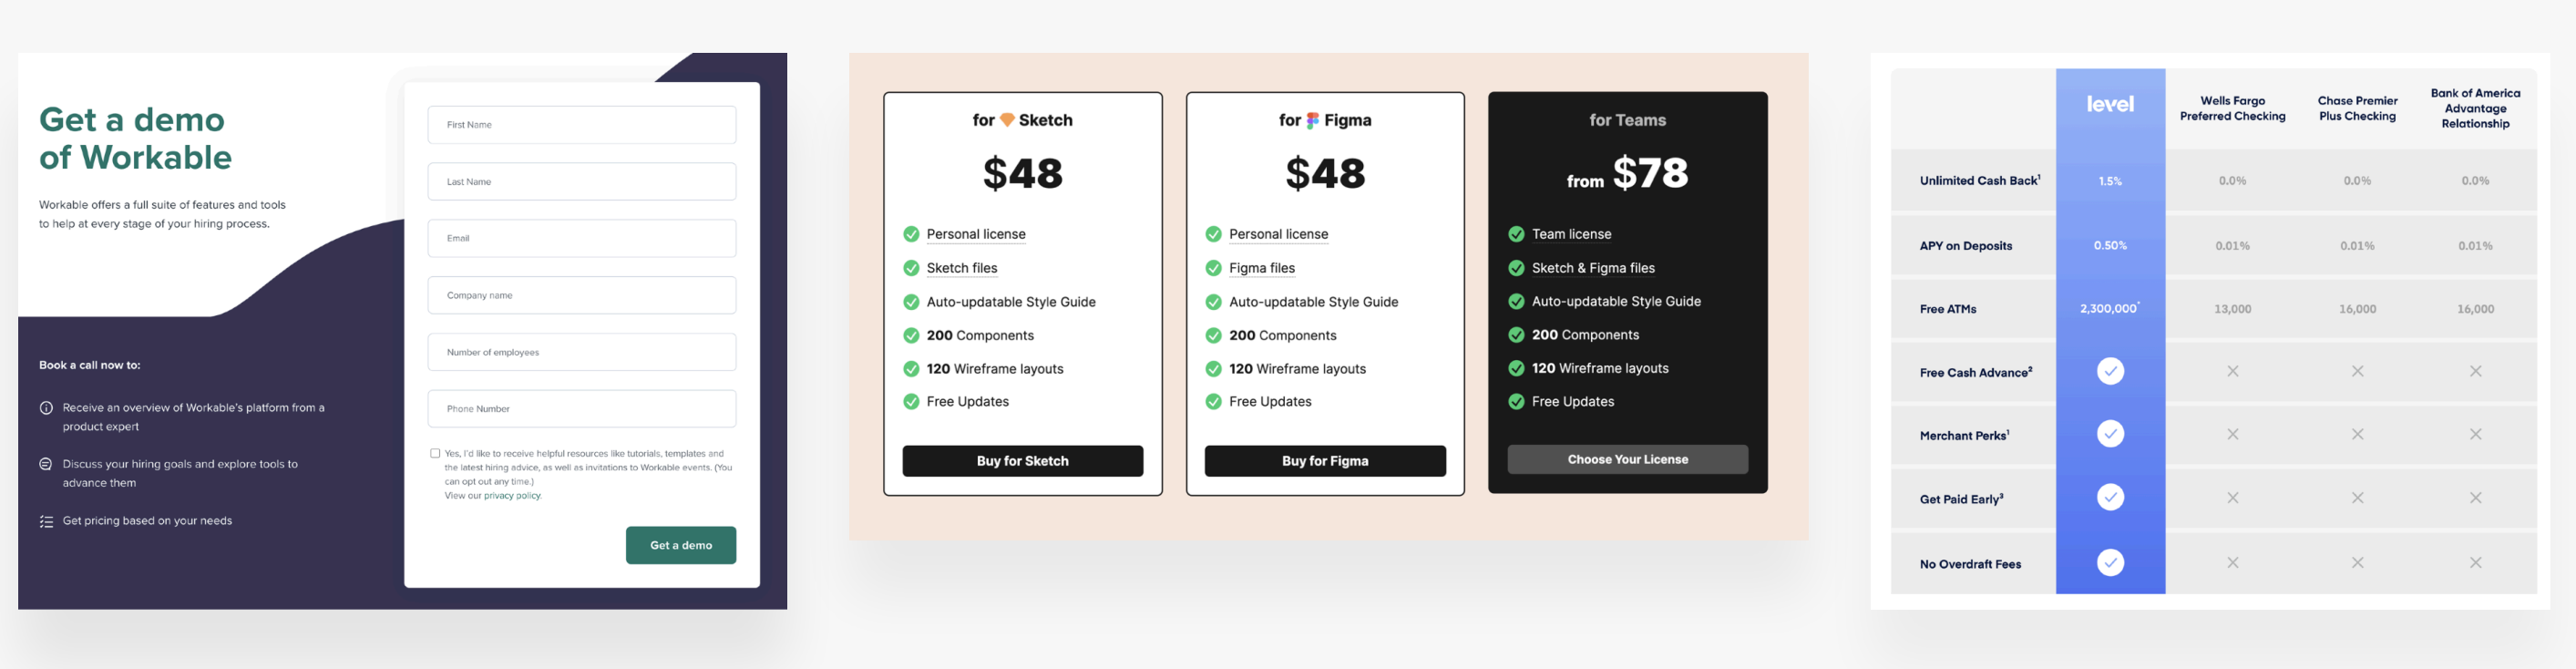 Get a demo
of Workable
Workable offers a full suite of features and tools
to help at every stage of your hiring process.
Book a call now to:
Receive an overview of Workable's platform from a
product expert
Discuss your hiring goals and explore tools to
advance them
Get pricing based on your needs
First Name
Last Name
Email
Company name
Number of employees
Phone Number
Yes, I'd like to receive helpful resources like tutorials, templates and
the latest hiring advice, as well as invitations to Workable events. (You
can opt out any time.)
View our privacy policy.
Get a demo
for Sketch
$48
Personal license
Sketch files
Auto-updatable Style Guide
200 Components
120 Wireframe layouts
Free Updates
Buy for Sketch
for Figma
$48
Personal license
Figma files
Auto-updatable Style Guide
200 Components
120 Wireframe layouts
Free Updates
Buy for Figma
for Teams
from $78
Team license
Sketch & Figma files
Auto-updatable Style Guide
200 Components
120 Wireframe layouts
Free Updates
Choose Your License
level
Wells Fargo
Preferred Checking
Chase Premier
Plus Checking
Bank of America
Advantage
Relationship
Unlimited Cash Back¹ 1.5% 0.0% 0.0% 0.0%
APY on Deposits 0.50% 0.01% 0.01% 0.01%
Free ATMs 2,300,000* 13,000 16,000 16,000
Free Cash Advance²
Merchant Perks¹
Get Paid Early³
No Overdraft Fees